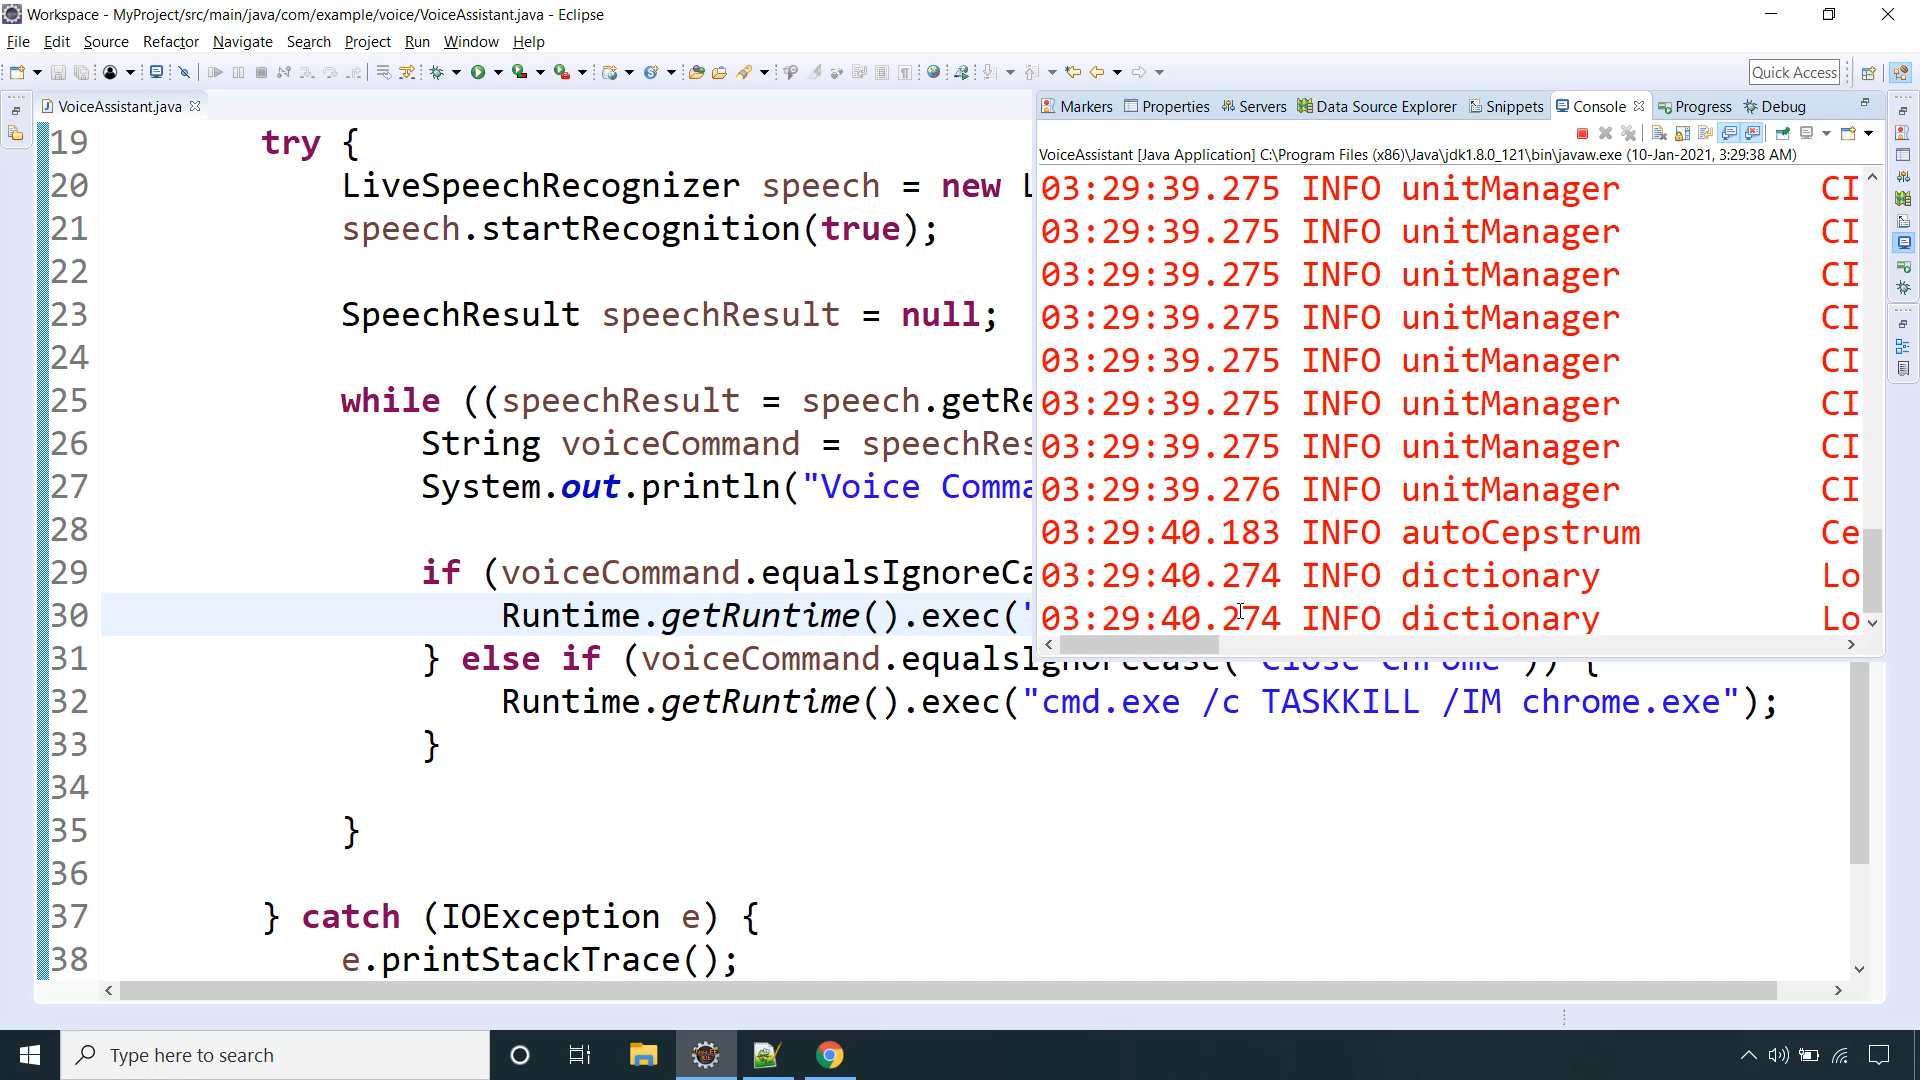 Workspace - MyProject/src/main/java/com/example/voice/VoiceAssistant.java - Eclipse
File Edit Source Refactor Navigate Search Project Run Window Help
Quick Access
VoiceAssistant.java
19 try {
20 LiveSpeechRecognizer speech = new L
21 speech.startRecognition(true);
22
23 SpeechResult speechResult = null;
24
25 while ((speechResult = speech.getRe
26 String voiceCommand = speechRes
27 System.out.println("Voice Comma
28
29 if (voiceCommand.equalsIgnoreCa
30 Runtime.getRuntime().exec("
31 } else if (voiceCommand.equalsIgnoreCase("Close Chrome")) {
32 Runtime.getRuntime().exec("cmd.exe /c TASKKILL /IM chrome.exe");
33 }
34
35 }
36
37 } catch (IOException e) {
38 e.printStackTrace();
Markers Properties Servers Data Source Explorer Snippets Console Progress Debug
VoiceAssistant [Java Application] C:\Program Files (x86)\Java\jdk1.8.0_121\bin\javaw.exe (10-Jan-2021, 3:29:38 AM)
03:29:39.275 INFO unitManager CI
03:29:39.275 INFO unitManager CI
03:29:39.275 INFO unitManager CI
03:29:39.275 INFO unitManager CI
03:29:39.275 INFO unitManager CI
03:29:39.275 INFO unitManager CI
03:29:39.275 INFO unitManager CI
03:29:39.276 INFO unitManager CI
03:29:40.183 INFO autoCepstrum Ce
03:29:40.274 INFO dictionary Lo
03:29:40.274 INFO dictionary Lo
Type here to search